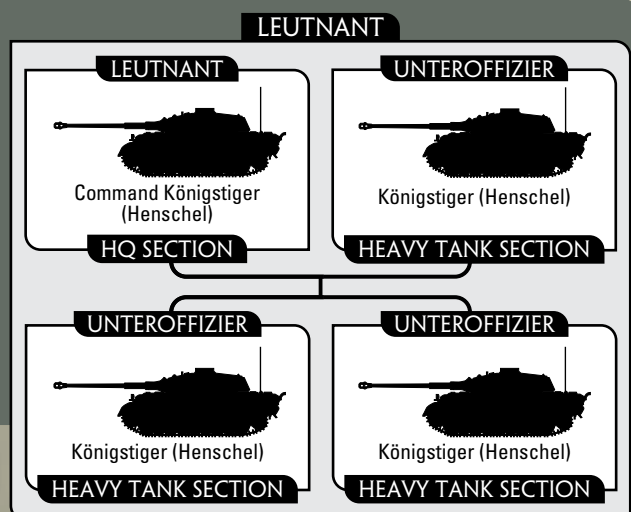 LEUTNANT
LEUTNANT
Command Königstiger
(Henschel)
HQ SECTION
UNTEROFFIZIER
Königstiger (Henschel)
HEAVY TANK SECTION
UNTEROFFIZIER
Königstiger (Henschel)
HEAVY TANK SECTION
UNTEROFFIZIER
Königstiger (Henschel)
HEAVY TANK SECTION